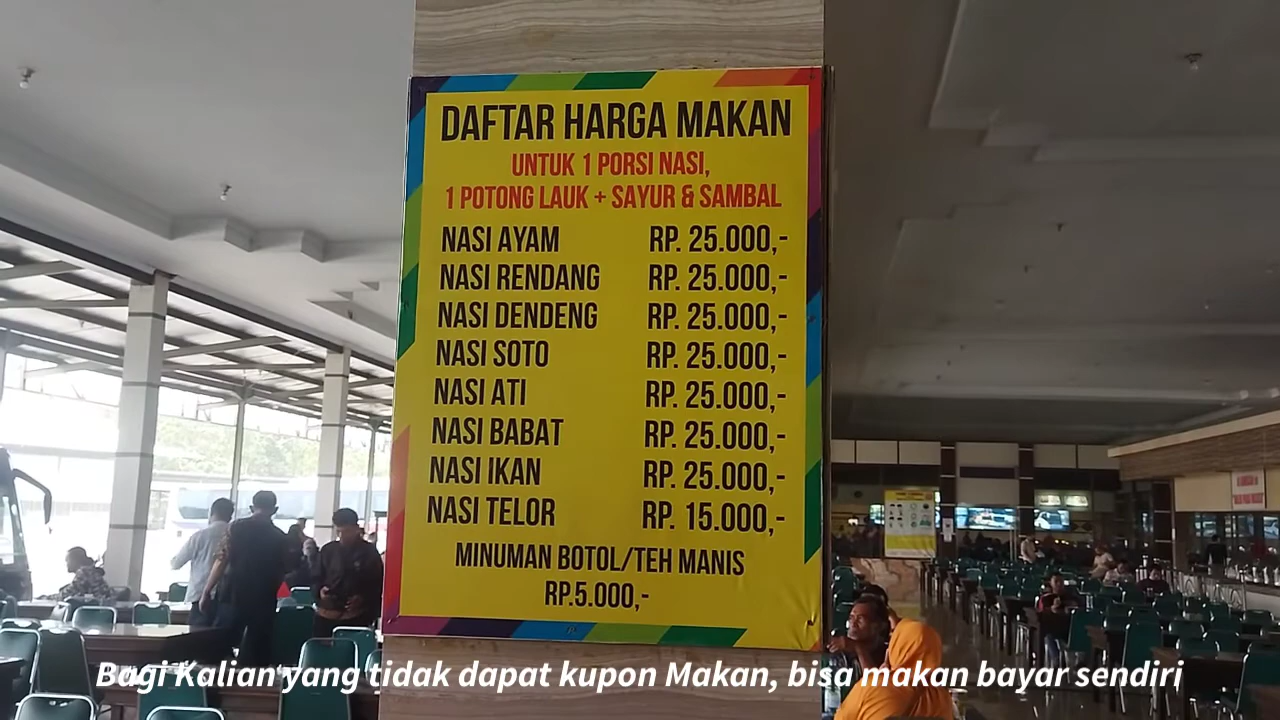 DAFTAR HARGA MAKAN
UNTUK 1 PORSI NASI,
1 POTONG LAUK + SAYUR & SAMBAL
NASI AYAM RP. 25.000,-
NASI RENDANG RP. 25.000,-
NASI DENDENG RP. 25.000,-
NASI SOTO RP. 25.000,-
NASI ATI RP. 25.000,-
NASI BABAT RP. 25.000,-
NASI IKAN RP. 25.000,-
NASI TELOR RP. 15.000,-
MINUMAN BOTOL/TEH MANIS
RP.5.000,-
Bagi Kalian yang tidak dapat kupon Makan, bisa makan bayar sendiri